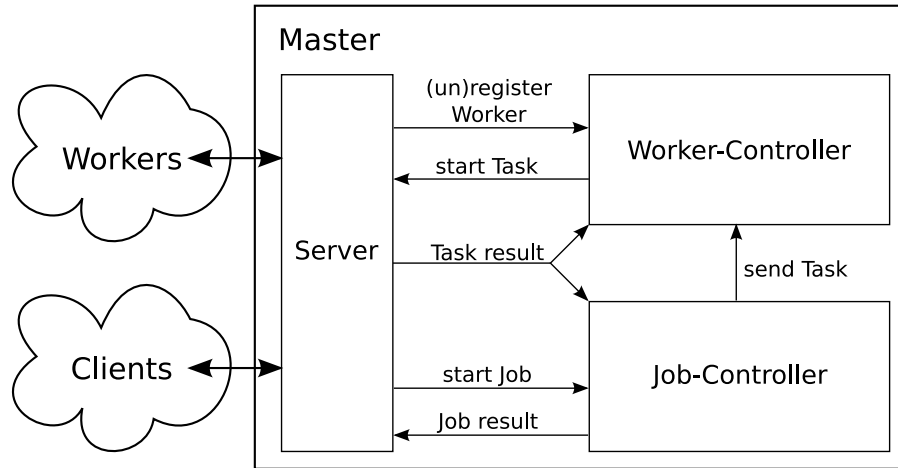 Master
(un)register
Worker
Workers
Worker-Controller
start Task
Server
Task result
send Task
Clients
start Job
Job-Controller
Job result